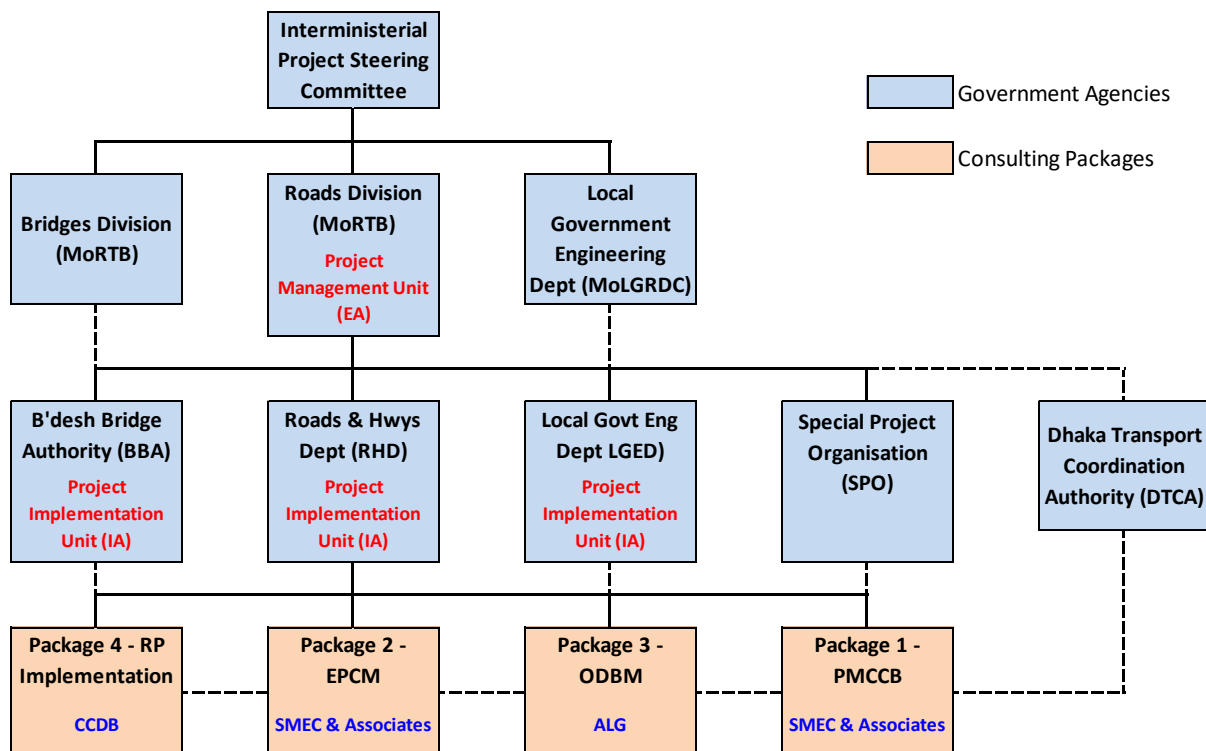 Interministerial
Project Steering
Committee
Government Agencies
Consulting Packages
Bridges Division
(MoRTB)
Roads Division
(MoRTB)
Project
Management Unit
(EA)
Local
Government
Engineering
Dept (MoLGRDC)
B'desh Bridge
Authority (BBA)
Project
Implementation
Unit (IA)
Roads & Hwys
Dept (RHD)
Project
Implementation
Unit (IA)
Local Govt Eng
Dept LGED)
Project
Implementation
Unit (IA)
Special Project
Organisation
(SPO)
Dhaka Transport
Coordination
Authority (DTCA)
Package 4 - RP
Implementation
CCDB
Package 2 -
EPCM
SMEC & Associates
Package 3 -
ODBM
ALG
Package 1 -
PMCCB
SMEC & Associates